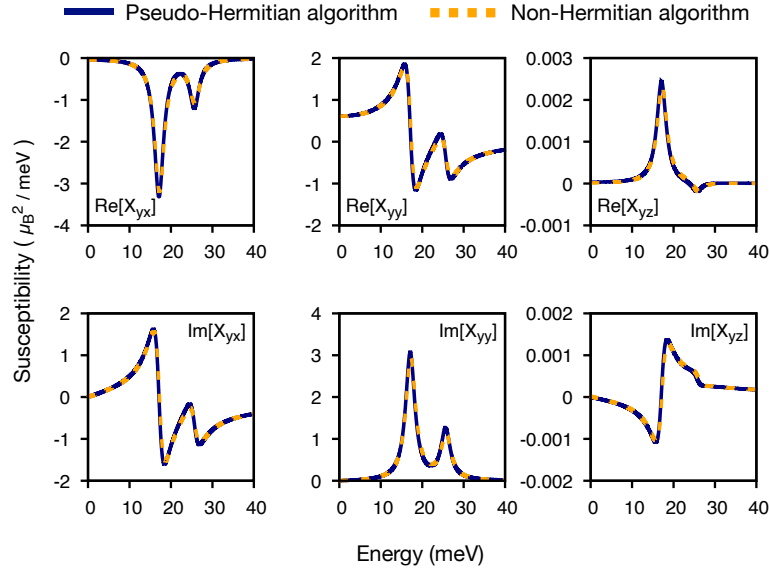 Pseudo-Hermitian algorithm Non-Hermitian algorithm
Susceptibility ( μB² / meV)
0
-1
-2
-3
-4
Re[Xyx]
0 10 20 30 40
2
1
0
-1
-2
Re[Xyy]
0 10 20 30 40
0.003
0.002
0.001
0
-0.001
Re[Xyz]
0 10 20 30 40
2
1
0
-1
-2
Im[Xyx]
0 10 20 30 40
4
3
2
1
0
Im[Xyy]
0 10 20 30 40
0.002
0.001
0
-0.001
-0.002
Im[Xyz]
0 10 20 30 40
Energy (meV)